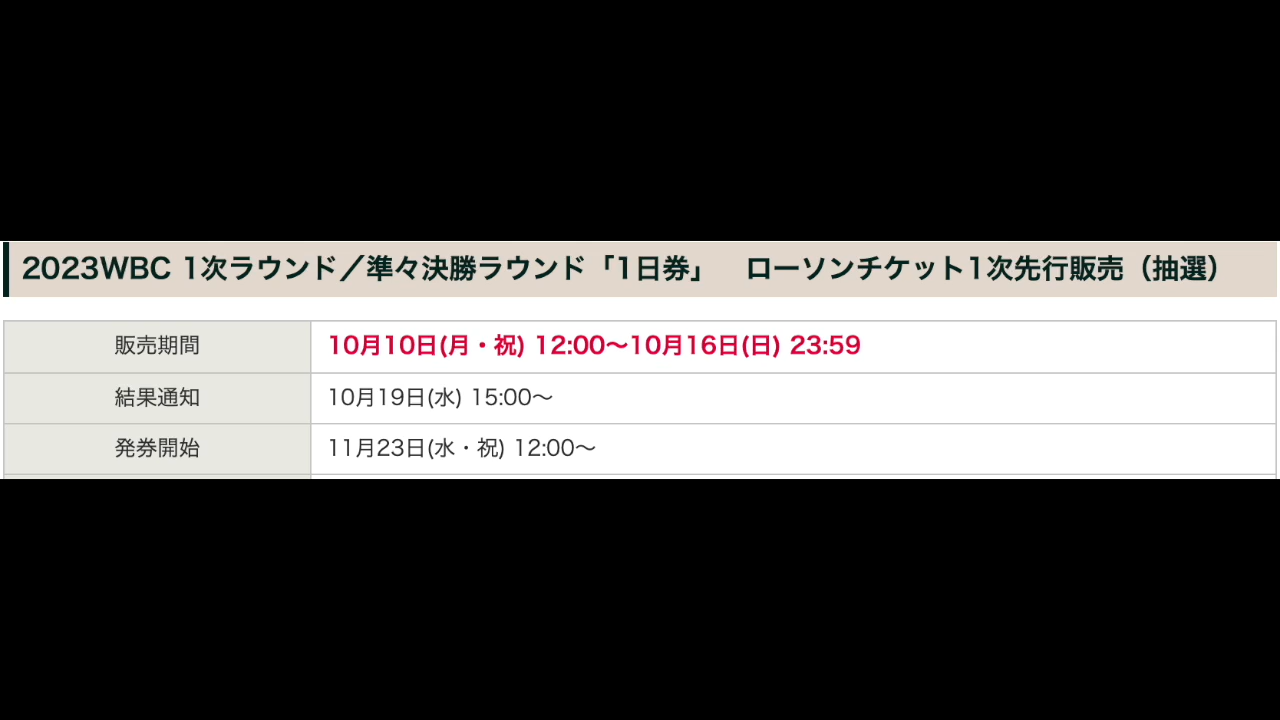 2023WBC 1次ラウンド／準々決勝ラウンド「1日券」　ローソンチケット1次先行販売（抽選）
販売期間 10月10日(月・祝) 12:00〜10月16日(日) 23:59
結果通知 10月19日(水) 15:00〜
発券開始 11月23日(水・祝) 12:00〜